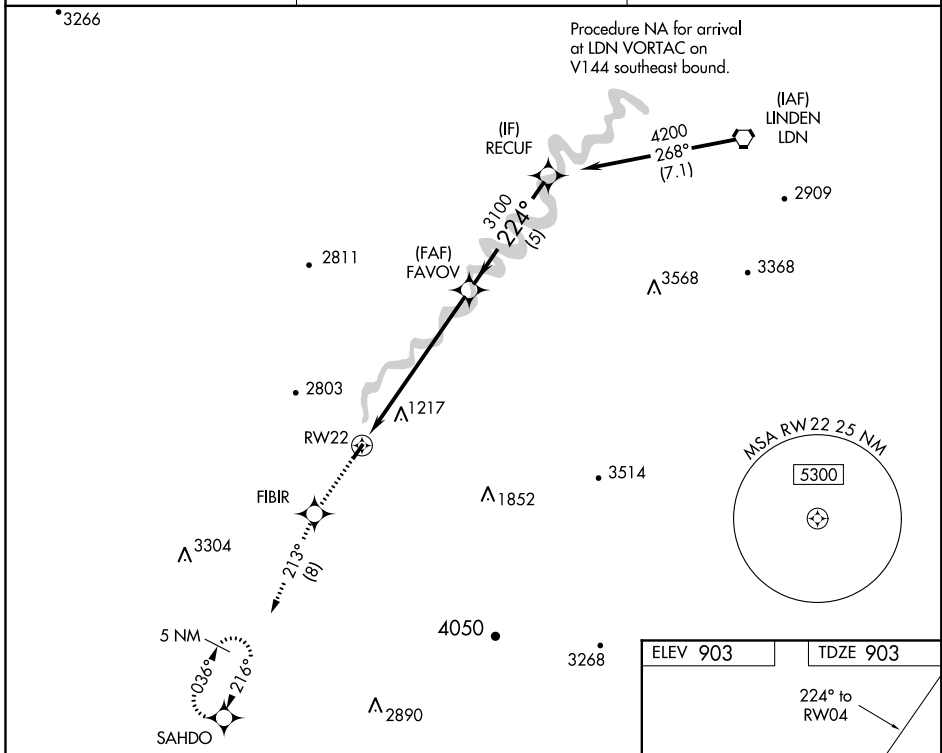 3266
Procedure NA for arrival
at LDN VORTAC on
V144 southeast bound.
(IAF)
LINDEN
LDN
(IF)
RECUF
4200
268°
(7.1)
2909
3100
224°
(5)
(FAF)
FAVOV
2811
3568
3368
2803
1217
RW22
MSA RW 22 25 NM
5300
3514
1852
FIBIR
3304
213°
(8)
5 NM
036°
216°
4050
3268
SAHDO
2890
ELEV 903
TDZE 903
224° to
RW04